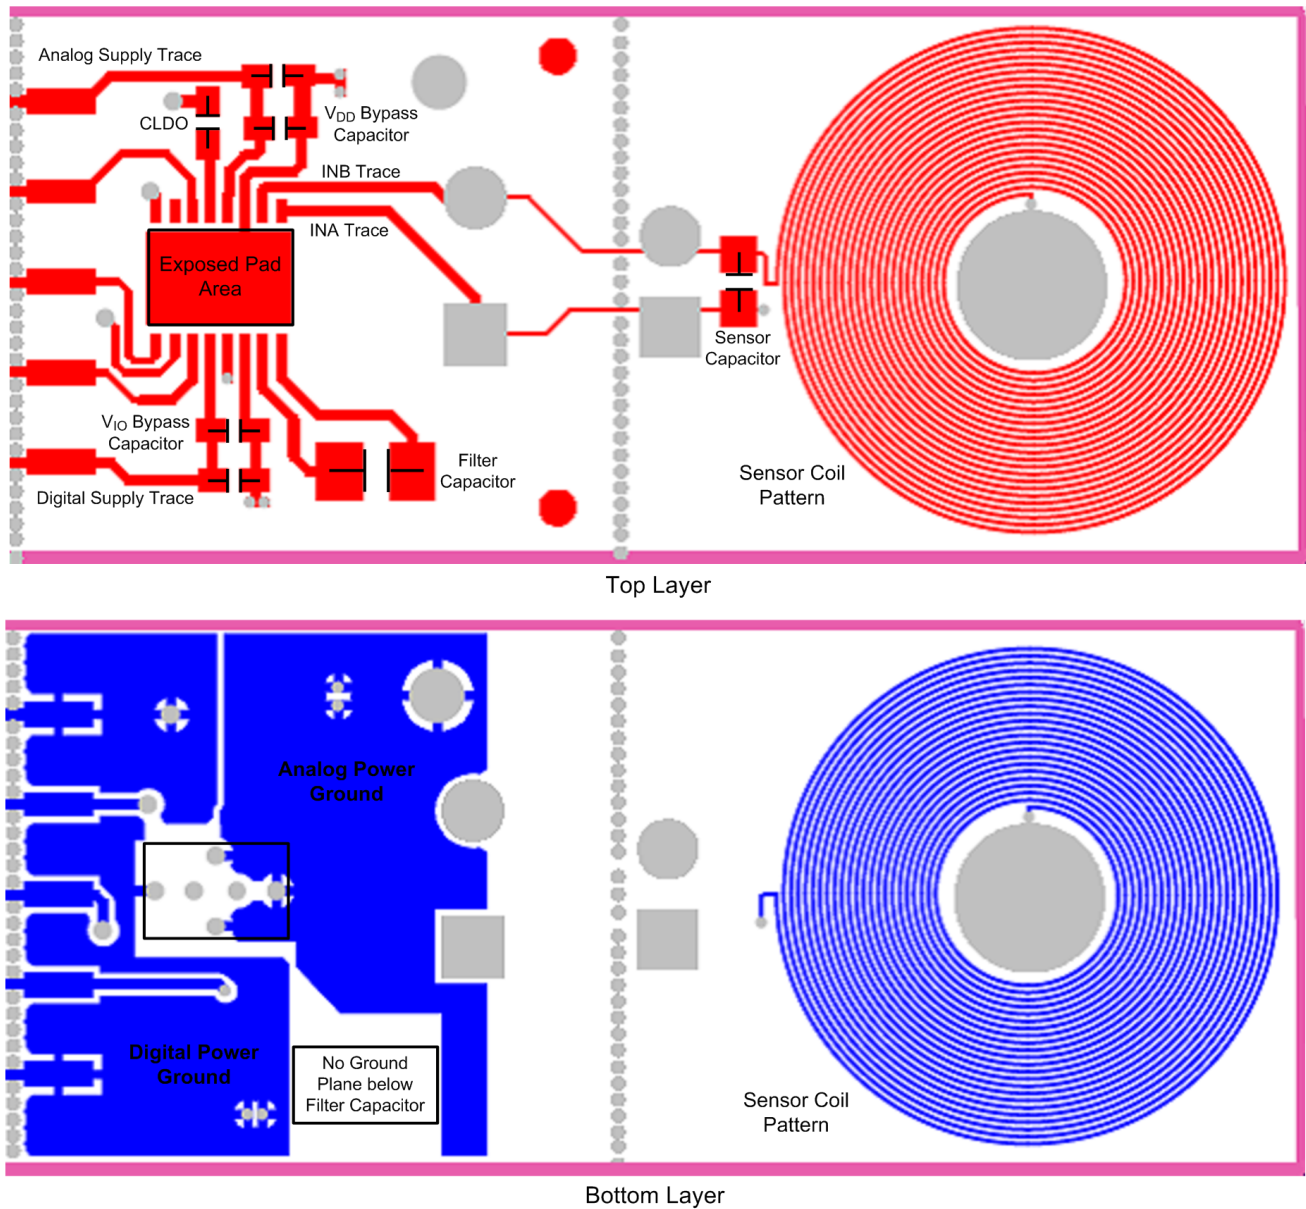 Analog Supply Trace
CLDO
VDD Bypass
Capacitor
INB Trace
INA Trace
Exposed Pad
Area
Sensor
Capacitor
VIO Bypass
Capacitor
Filter
Capacitor
Digital Supply Trace
Sensor Coil
Pattern
Top Layer
Analog Power
Ground
Digital Power
Ground
No Ground
Plane below
Filter Capacitor
Sensor Coil
Pattern
Bottom Layer